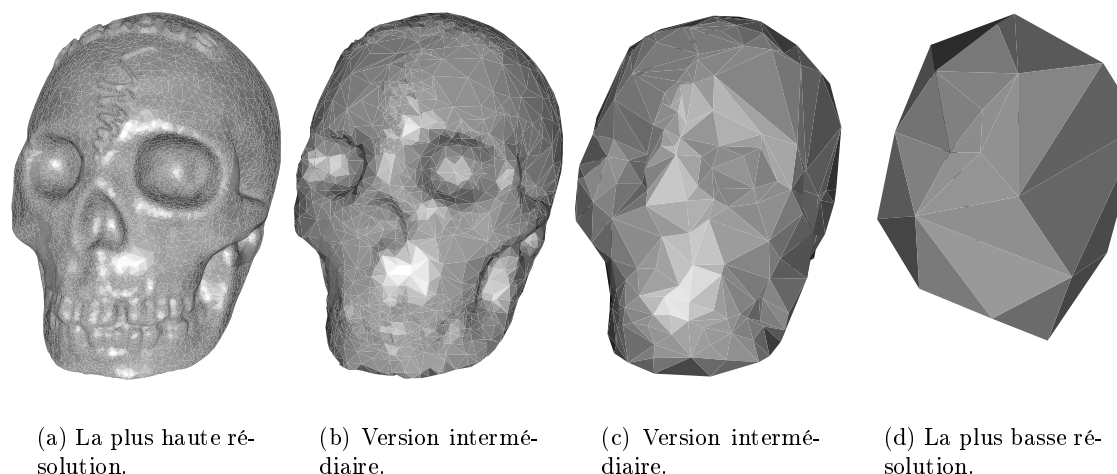 (a) La plus haute ré-
solution.
(b) Version intermé-
diaire.
(c) Version intermé-
diaire.
(d) La plus basse ré-
solution.